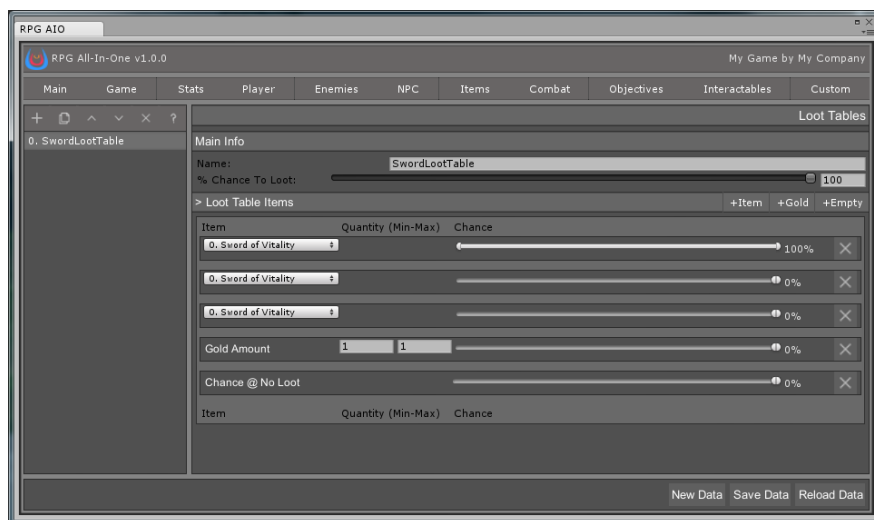 RPG AIO
RPG All-In-One v1.0.0 My Game by My Company
Main Game Stats Player Enemies NPC Items Combat Objectives Interactables Custom
+ ? Loot Tables
0. SwordLootTable
Main Info
Name: SwordLootTable
% Chance To Loot: 100
> Loot Table Items +Item +Gold +Empty
Item Quantity (Min-Max) Chance
0. Sword of Vitality 100%
0. Sword of Vitality 0%
0. Sword of Vitality 0%
Gold Amount 1 1 0%
Chance @ No Loot 0%
Item Quantity (Min-Max) Chance
New Data Save Data Reload Data